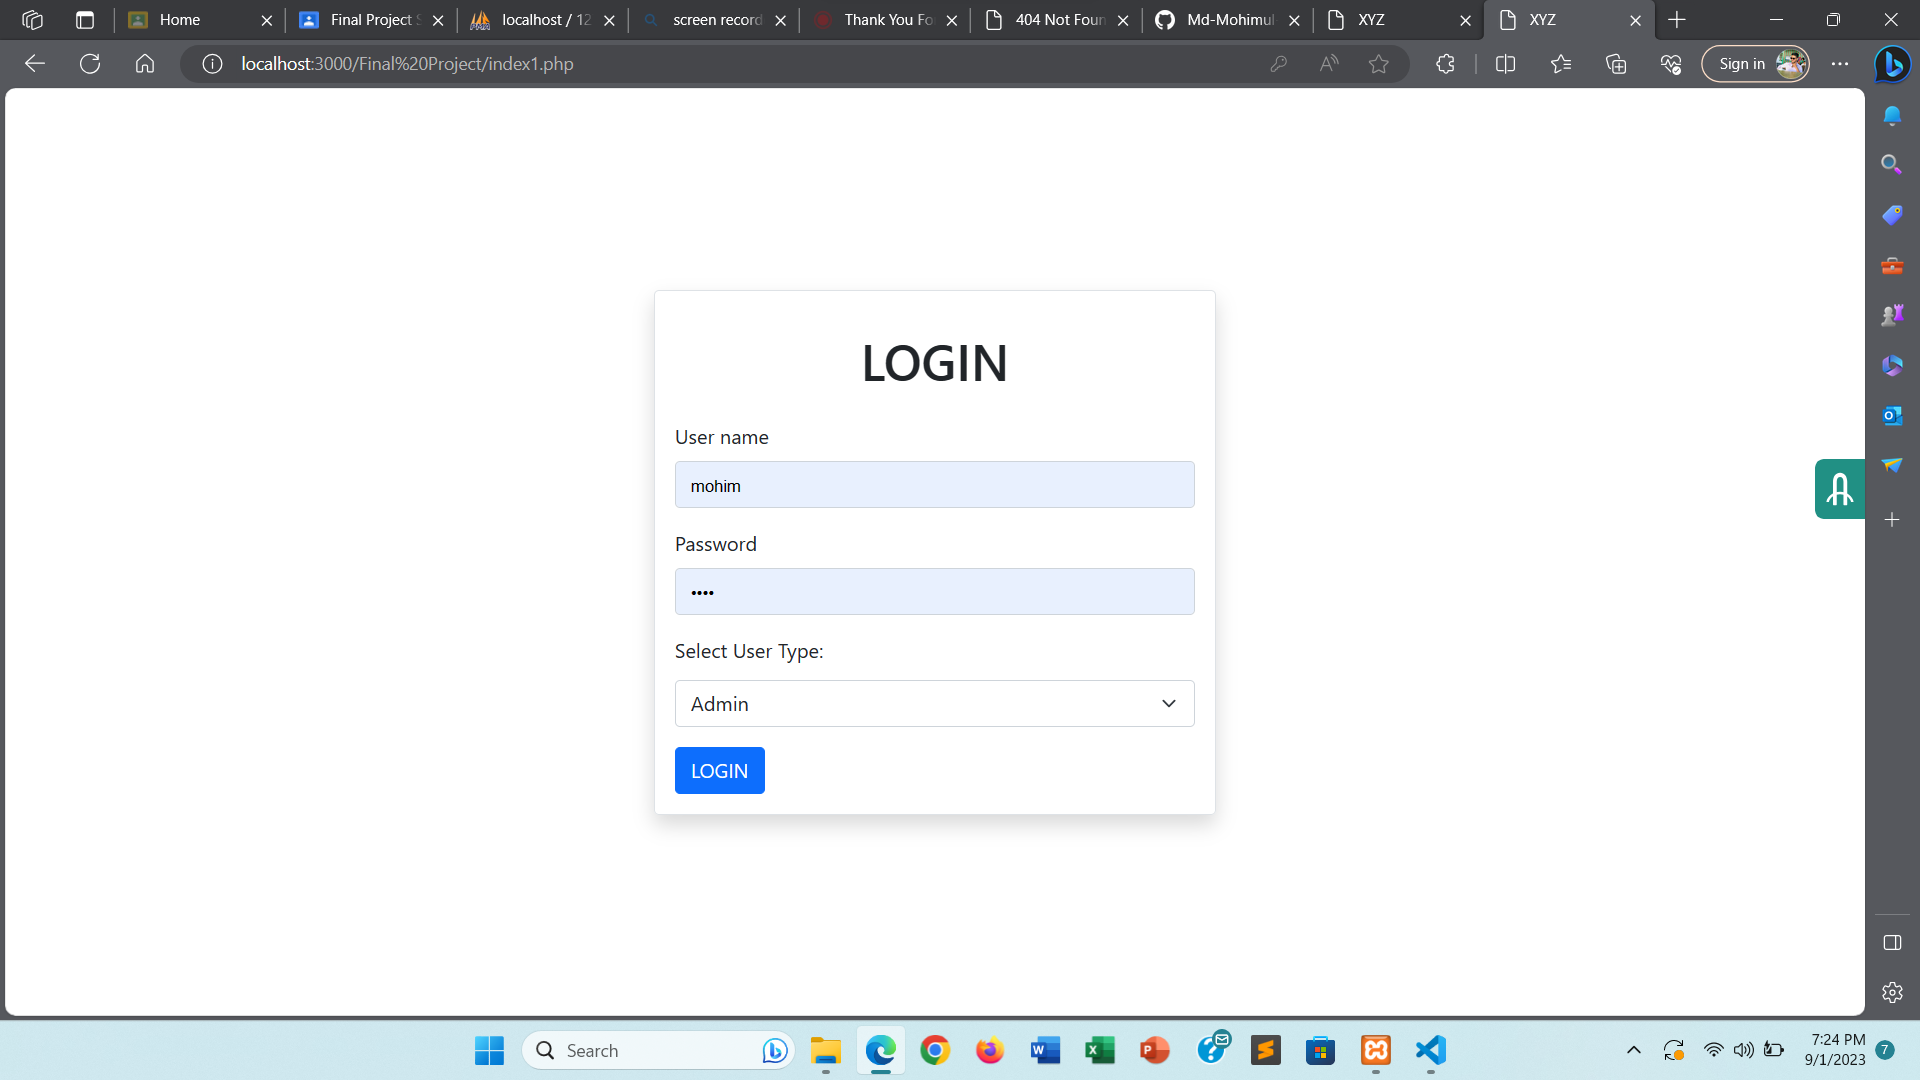 Home
Final Project S
localhost / 12
screen record
Thank You Fo
404 Not Foun
Md-Mohimul
XYZ
XYZ
localhost:3000/Final%20Project/index1.php
Sign in
LOGIN
User name
mohim
Password
••••
Select User Type:
Admin
LOGIN
Search
7:24 PM
9/1/2023
7